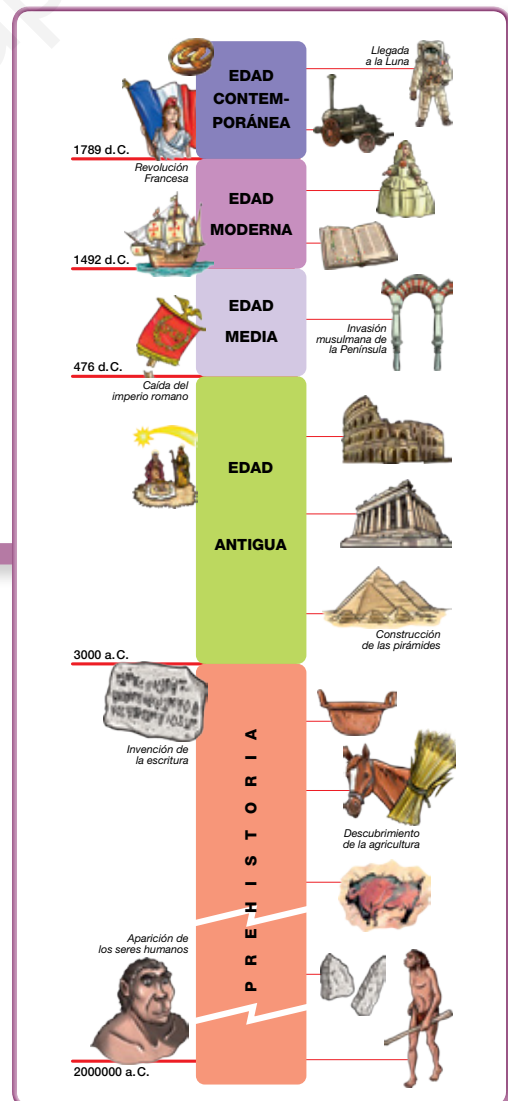 Llegada
a la Luna
EDAD
CONTEM-
PORÁNEA
1789 d.C.
Revolución
Francesa
EDAD
MODERNA
1492 d.C.
EDAD
MEDIA
Invasión
musulmana de
la Península
476 d.C.
Caída del
imperio romano
EDAD
ANTIGUA
Construcción
de las pirámides
3000 a.C.
Invención de
la escritura
PREHISTORIA
Descubrimiento
de la agricultura
Aparición de
los seres humanos
2000000 a.C.